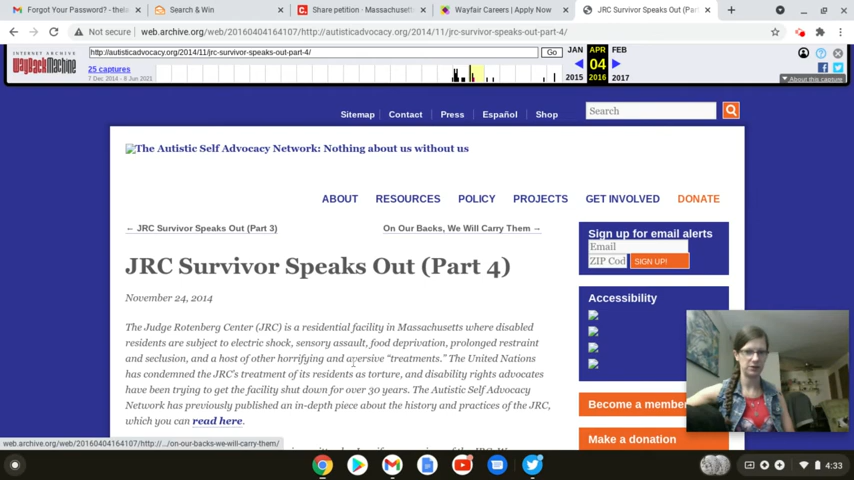 Forgot Your Password? - thele
Search & Win
Share petition · Massachusett
Wayfair Careers | Apply Now
JRC Survivor Speaks Out (Part
web.archive.org/web/20160404164107/http://autisticadvocacy.org/2014/11/jrc-survivor-speaks-out-part-4/
INTERNET ARCHIVE
WayBackMachine
http://autisticadvocacy.org/2014/11/jrc-survivor-speaks-out-part-4/
Go
JAN APR FEB
25 captures
04
7 Dec 2014 - 8 Jun 2021
2015 2016 2017
About this capture
Sitemap Contact Press Español Shop
Search
The Autistic Self Advocacy Network: Nothing about us without us
ABOUT RESOURCES POLICY PROJECTS GET INVOLVED DONATE
← JRC Survivor Speaks Out (Part 3)
On Our Backs, We Will Carry Them →
JRC Survivor Speaks Out (Part 4)
November 24, 2014
The Judge Rotenberg Center (JRC) is a residential facility in Massachusetts where disabled
residents are subject to electric shock, sensory assault, food deprivation, prolonged restraint
and seclusion, and a host of other horrifying and aversive “treatments.” The United Nations
has condemned the JRC’s treatment of its residents as torture, and disability rights advocates
have been trying to get the facility shut down for over 30 years. The Autistic Self Advocacy
Network has previously published an in-depth piece about the history and practices of the JRC,
which you can read here.
Sign up for email alerts
Email
ZIP Cod
SIGN UP!
Accessibility
Become a member
Make a donation
web.archive.org/web/20160404164107/http://.../on-our-backs-we-will-carry-them/
4:33